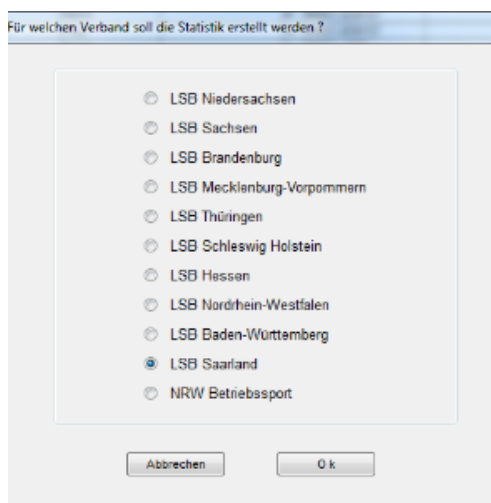 Für welchen Verband soll die Statistik erstellt werden ?
LSB Niedersachsen
LSB Sachsen
LSB Brandenburg
LSB Mecklenburg-Vorpommern
LSB Thüringen
LSB Schleswig Holstein
LSB Hessen
LSB Nordrhein-Westfalen
LSB Baden-Württemberg
LSB Saarland
NRW Betriebssport
Abbrechen
O k